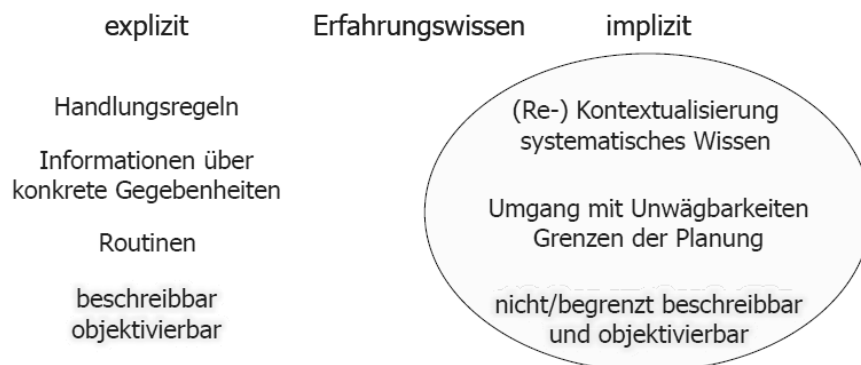 explizit Erfahrungswissen implizit
Handlungsregeln
Informationen über
konkrete Gegebenheiten
Routinen
beschreibbar
objektivierbar
(Re-) Kontextualisierung
systematisches Wissen
Umgang mit Unwägbarkeiten
Grenzen der Planung
nicht/begrenzt beschreibbar
und objektivierbar